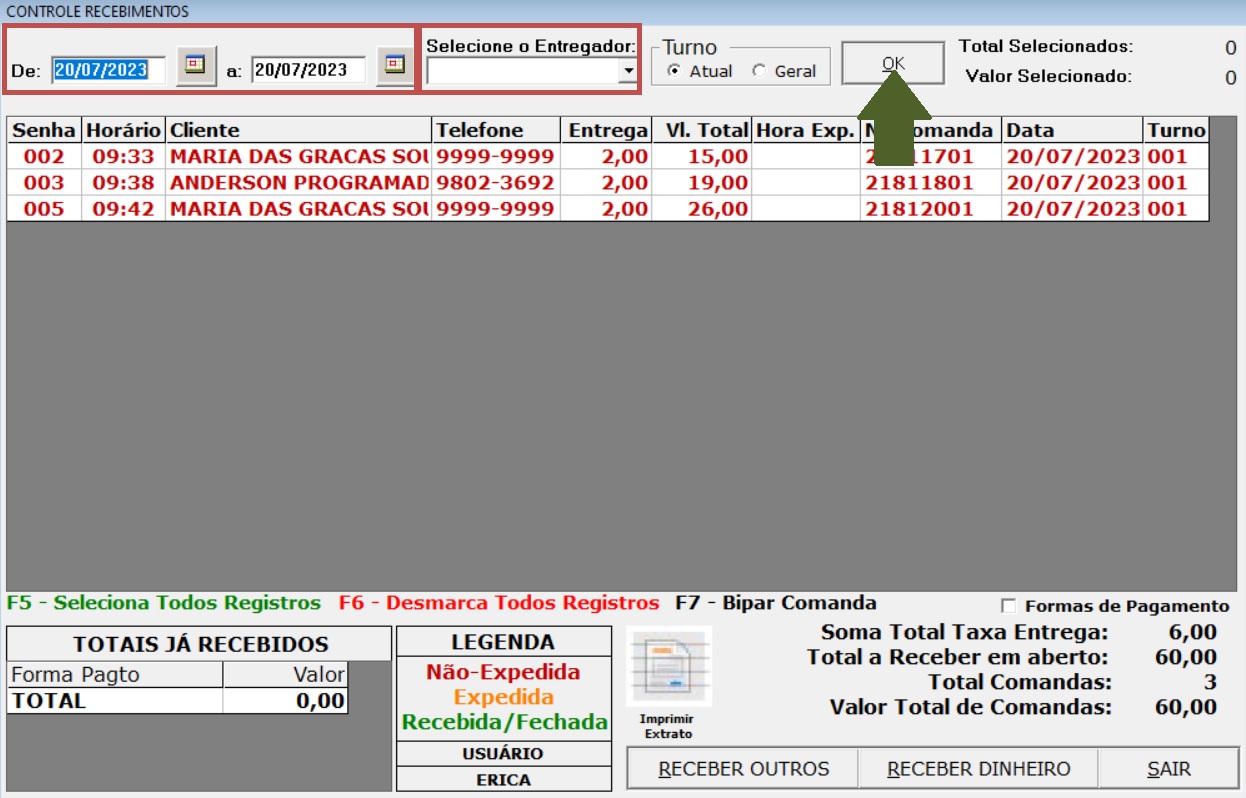 CONTROLE RECEBIMENTOS
De: 20/07/2023 a: 20/07/2023
Selecione o Entregador:
Turno
Atual Geral
OK
Total Selecionados: 0
Valor Selecionado: 0
Senha Horário Cliente Telefone Entrega Vl. Total Hora Exp. Data Turno
002 09:33 MARIA DAS GRACAS SOU 9999-9999 2,00 15,00 20/07/2023 001
003 09:38 ANDERSON PROGRAMAD 9802-3692 2,00 19,00 21811801 20/07/2023 001
005 09:42 MARIA DAS GRACAS SOU 9999-9999 2,00 26,00 21812001 20/07/2023 001
F5 - Seleciona Todos Registros F6 - Desmarca Todos Registros F7 - Bipar Comanda
Formas de Pagamento
TOTAIS JÁ RECEBIDOS
Forma Pagto Valor
TOTAL 0,00
LEGENDA
Não-Expedida
Expedida
Recebida/Fechada
USUÁRIO
ERICA
Imprimir
Extrato
Soma Total Taxa Entrega: 6,00
Total a Receber em aberto: 60,00
Total Comandas: 3
Valor Total de Comandas: 60,00
RECEBER OUTROS RECEBER DINHEIRO SAIR